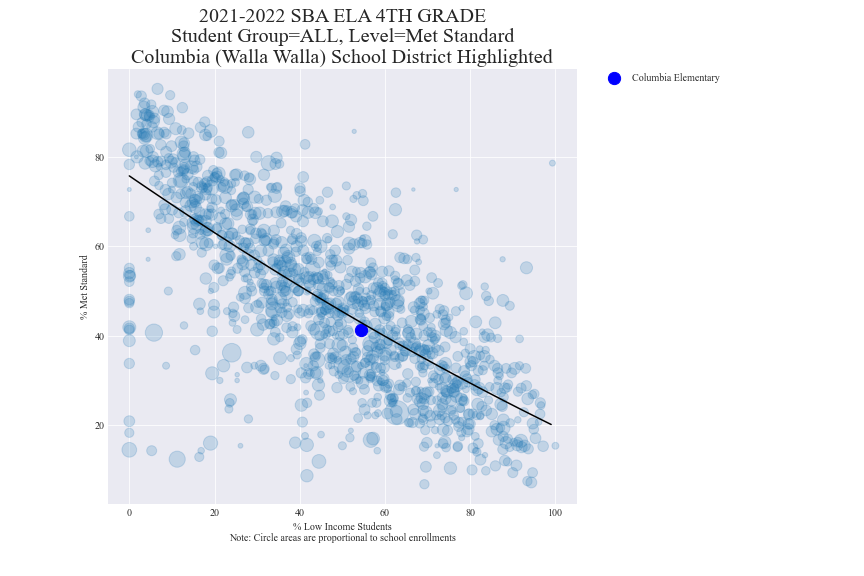 2021-2022 SBA ELA 4TH GRADE
Student Group=ALL, Level=Met Standard
Columbia (Walla Walla) School District Highlighted
Columbia Elementary
% Met Standard
80
60
40
20
0 20 40 60 80 100
% Low Income Students
Note: Circle areas are proportional to school enrollments